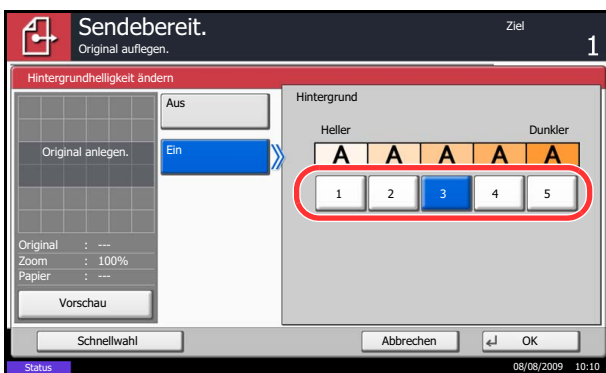 Sendebereit.
Original auflegen.
Ziel
1
Hintergrundhelligkeit ändern
Original anlegen.
Original : ---
Zoom : 100%
Papier : ---
Vorschau
Aus
Ein
Hintergrund
Heller Dunkler
A A A A A
1 2 3 4 5
Schnellwahl Abbrechen OK
Status 08/08/2009 10:10